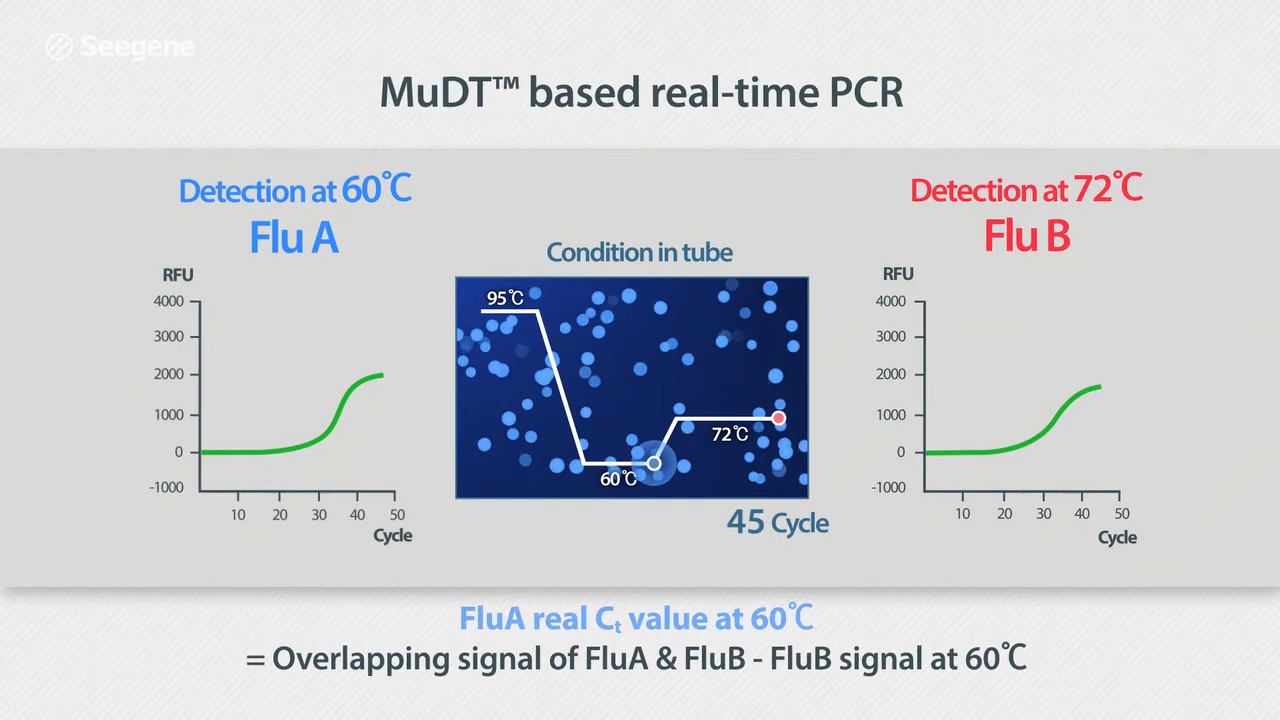 Seegene
MuDT™ based real-time PCR
Detection at 60℃
Flu A
RFU
4000
3000
2000
1000
0
-1000
10 20 30 40 50
Cycle
Condition in tube
95℃
72℃
60℃
45 Cycle
Detection at 72℃
Flu B
RFU
4000
3000
2000
1000
0
-1000
10 20 30 40 50
Cycle
FluA real Ct value at 60℃
= Overlapping signal of FluA & FluB - FluB signal at 60℃